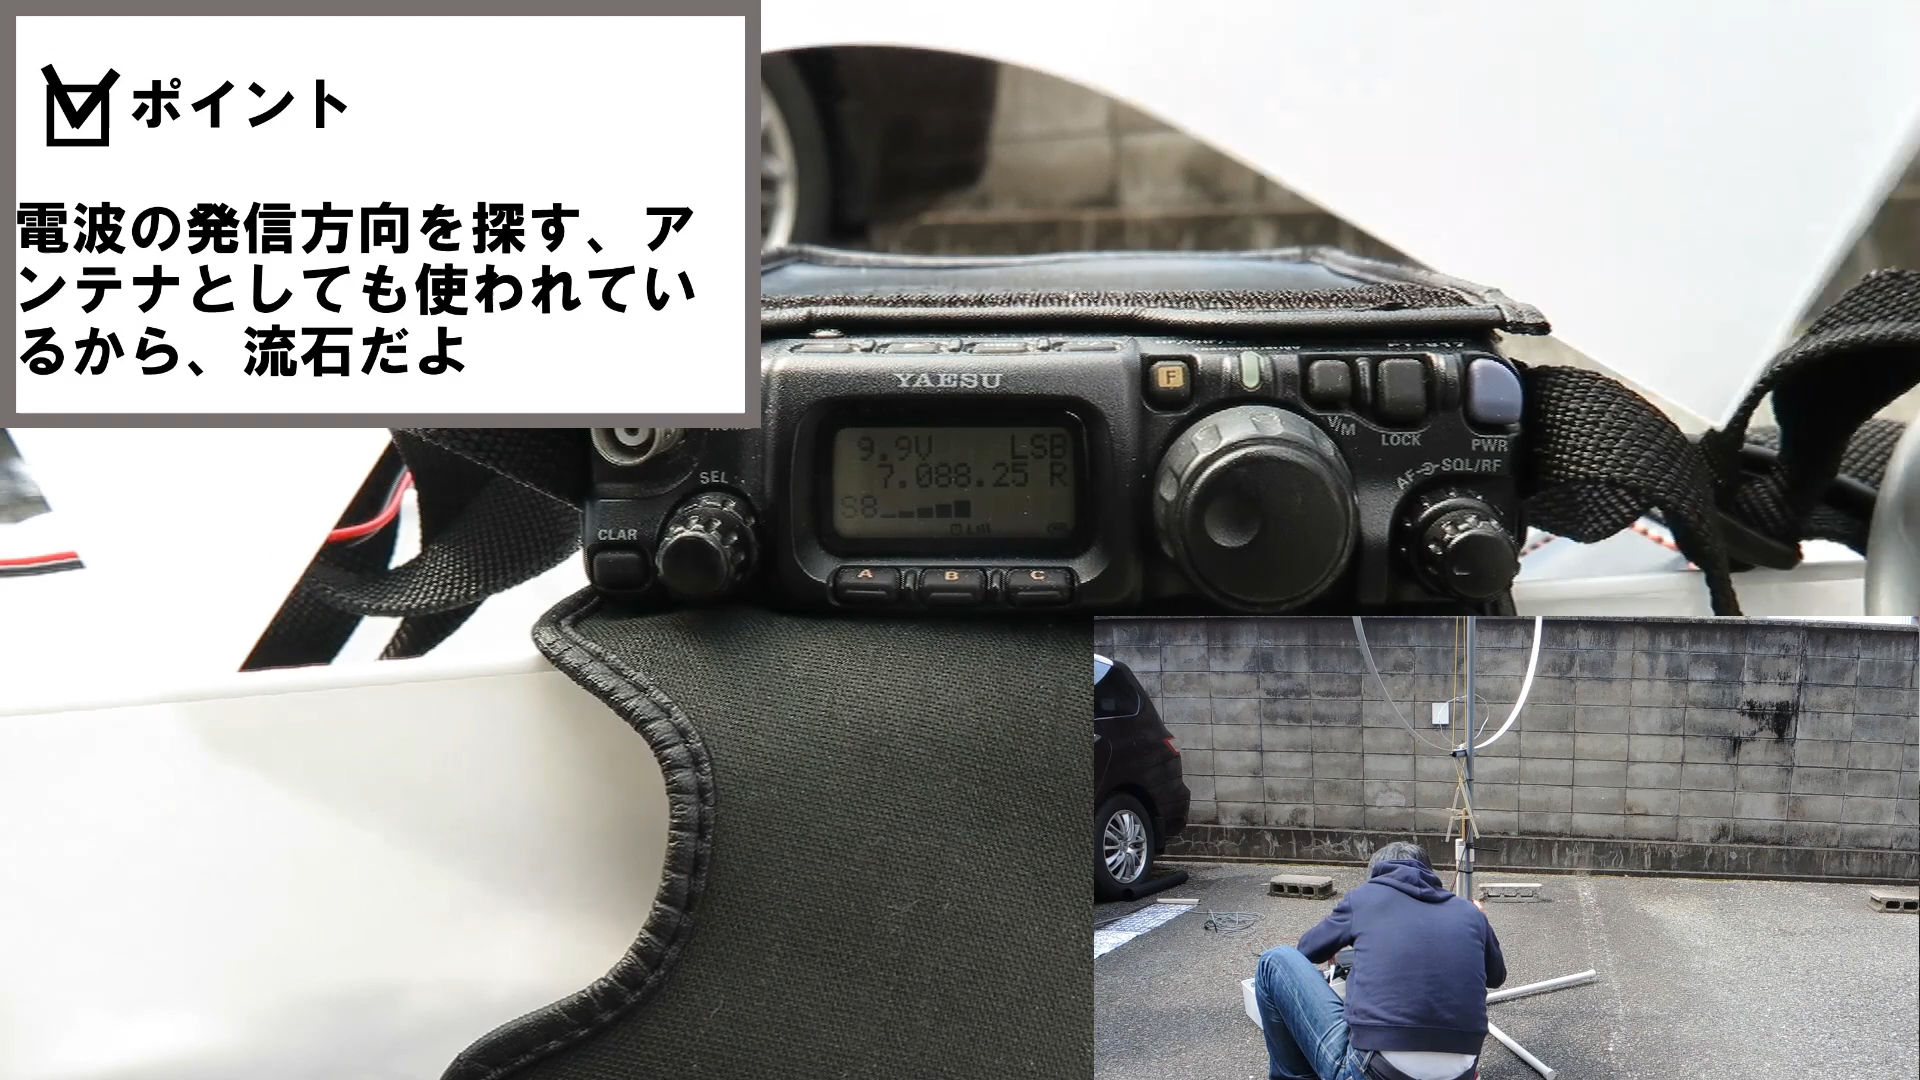 ポイント
電波の発信方向を探す、ア
ンテナとしても使われてい
るから、流石だよ
YAESU
F
V/M
LOCK
PWR
AF SQL/RF
SEL
CLAR
9.9V LSB
7.088.25 R
S8
A B C